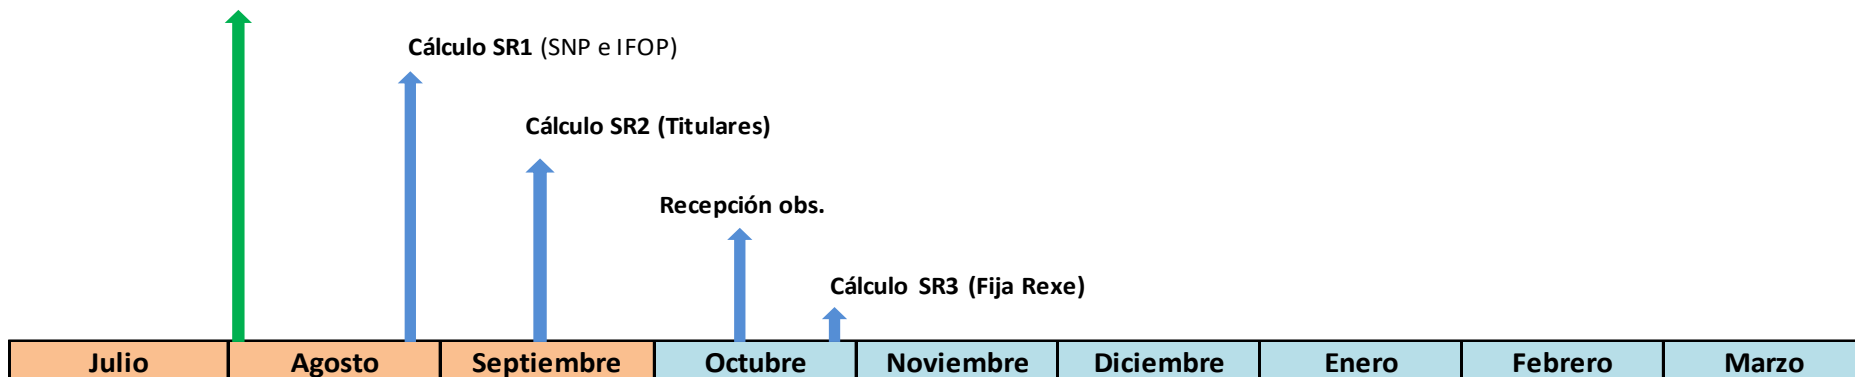 Cálculo SR1 (SNP e IFOP)
Cálculo SR2 (Titulares)
Recepción obs.
Cálculo SR3 (Fija Rexe)
Julio Agosto Septiembre Octubre Noviembre Diciembre Enero Febrero Marzo